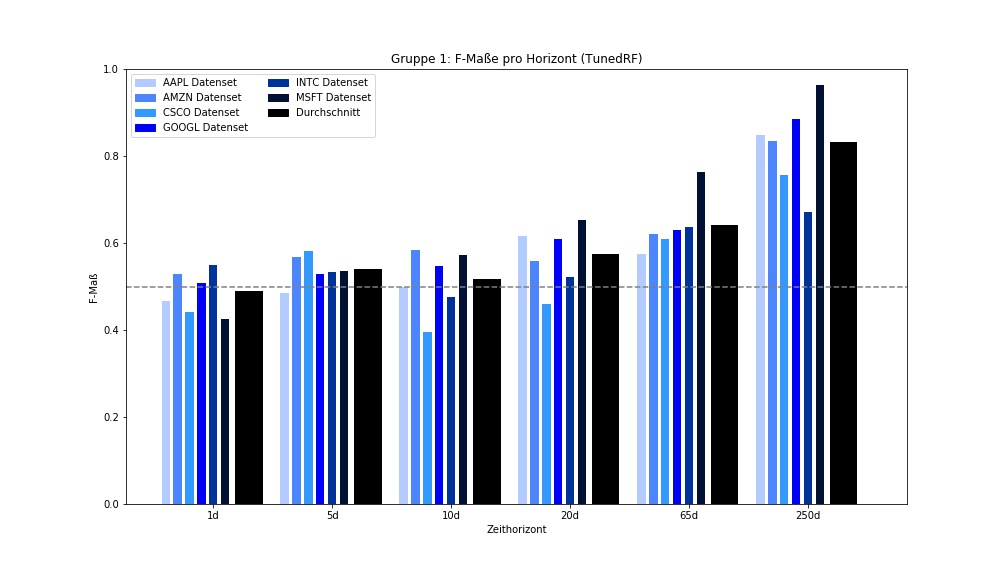 Gruppe 1: F-Maße pro Horizont (TunedRF)
1.0
0.8
0.6
0.4
0.2
0.0
F-Maß
AAPL Datenset
AMZN Datenset
CSCO Datenset
GOOGL Datenset
INTC Datenset
MSFT Datenset
Durchschnitt
1d
5d
10d
20d
65d
250d
Zeithorizont